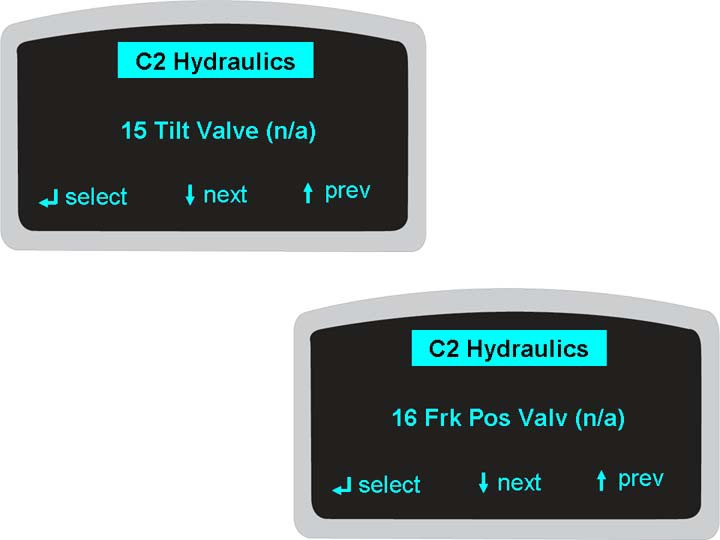 C2 Hydraulics
15 Tilt Valve (n/a)
select next prev
C2 Hydraulics
16 Frk Pos Valv (n/a)
select next prev